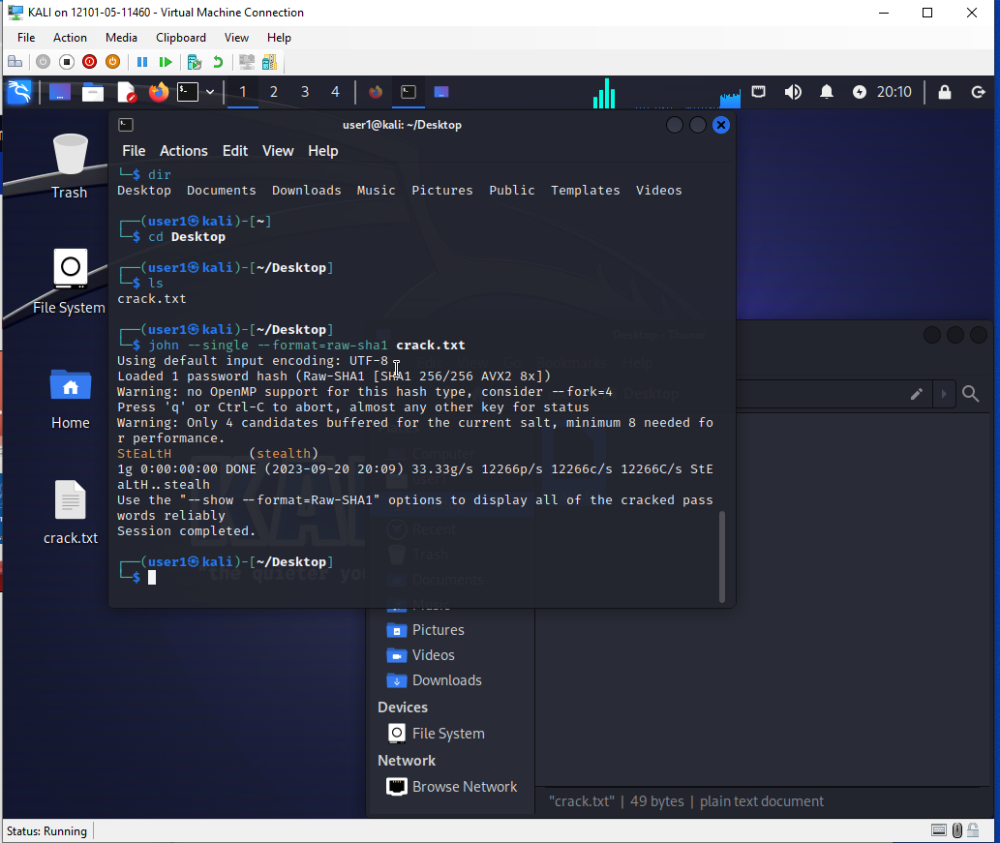 KALI on 12101-05-11460 - Virtual Machine Connection
File Action Media Clipboard View Help
1 2 3 4 20:10
user1@kali: ~/Desktop
File Actions Edit View Help
Trash
File System
Home
crack.txt
└─$ dir
Desktop Documents Downloads Music Pictures Public Templates Videos
┌──(user1㉿kali)-[~]
└─$ cd Desktop
┌──(user1㉿kali)-[~/Desktop]
└─$ ls
crack.txt
┌──(user1㉿kali)-[~/Desktop]
└─$ john --single --format=raw-sha1 crack.txt
Using default input encoding: UTF-8
Loaded 1 password hash (Raw-SHA1 [SHA1 256/256 AVX2 8x])
Warning: no OpenMP support for this hash type, consider --fork=4
Press 'q' or Ctrl-C to abort, almost any other key for status
Warning: Only 4 candidates buffered for the current salt, minimum 8 needed fo
r performance.
StEaLtH (stealth)
1g 0:00:00:00 DONE (2023-09-20 20:09) 33.33g/s 12266p/s 12266c/s 12266C/s StE
aLtH..stealh
Use the "--show --format=Raw-SHA1" options to display all of the cracked pass
words reliably
Session completed.
┌──(user1㉿kali)-[~/Desktop]
└─$
Computer
Recent
Trash
Documents
Music
Pictures
Videos
Downloads
Devices
File System
Network
Browse Network
"crack.txt" | 49 bytes | plain text document
Status: Running